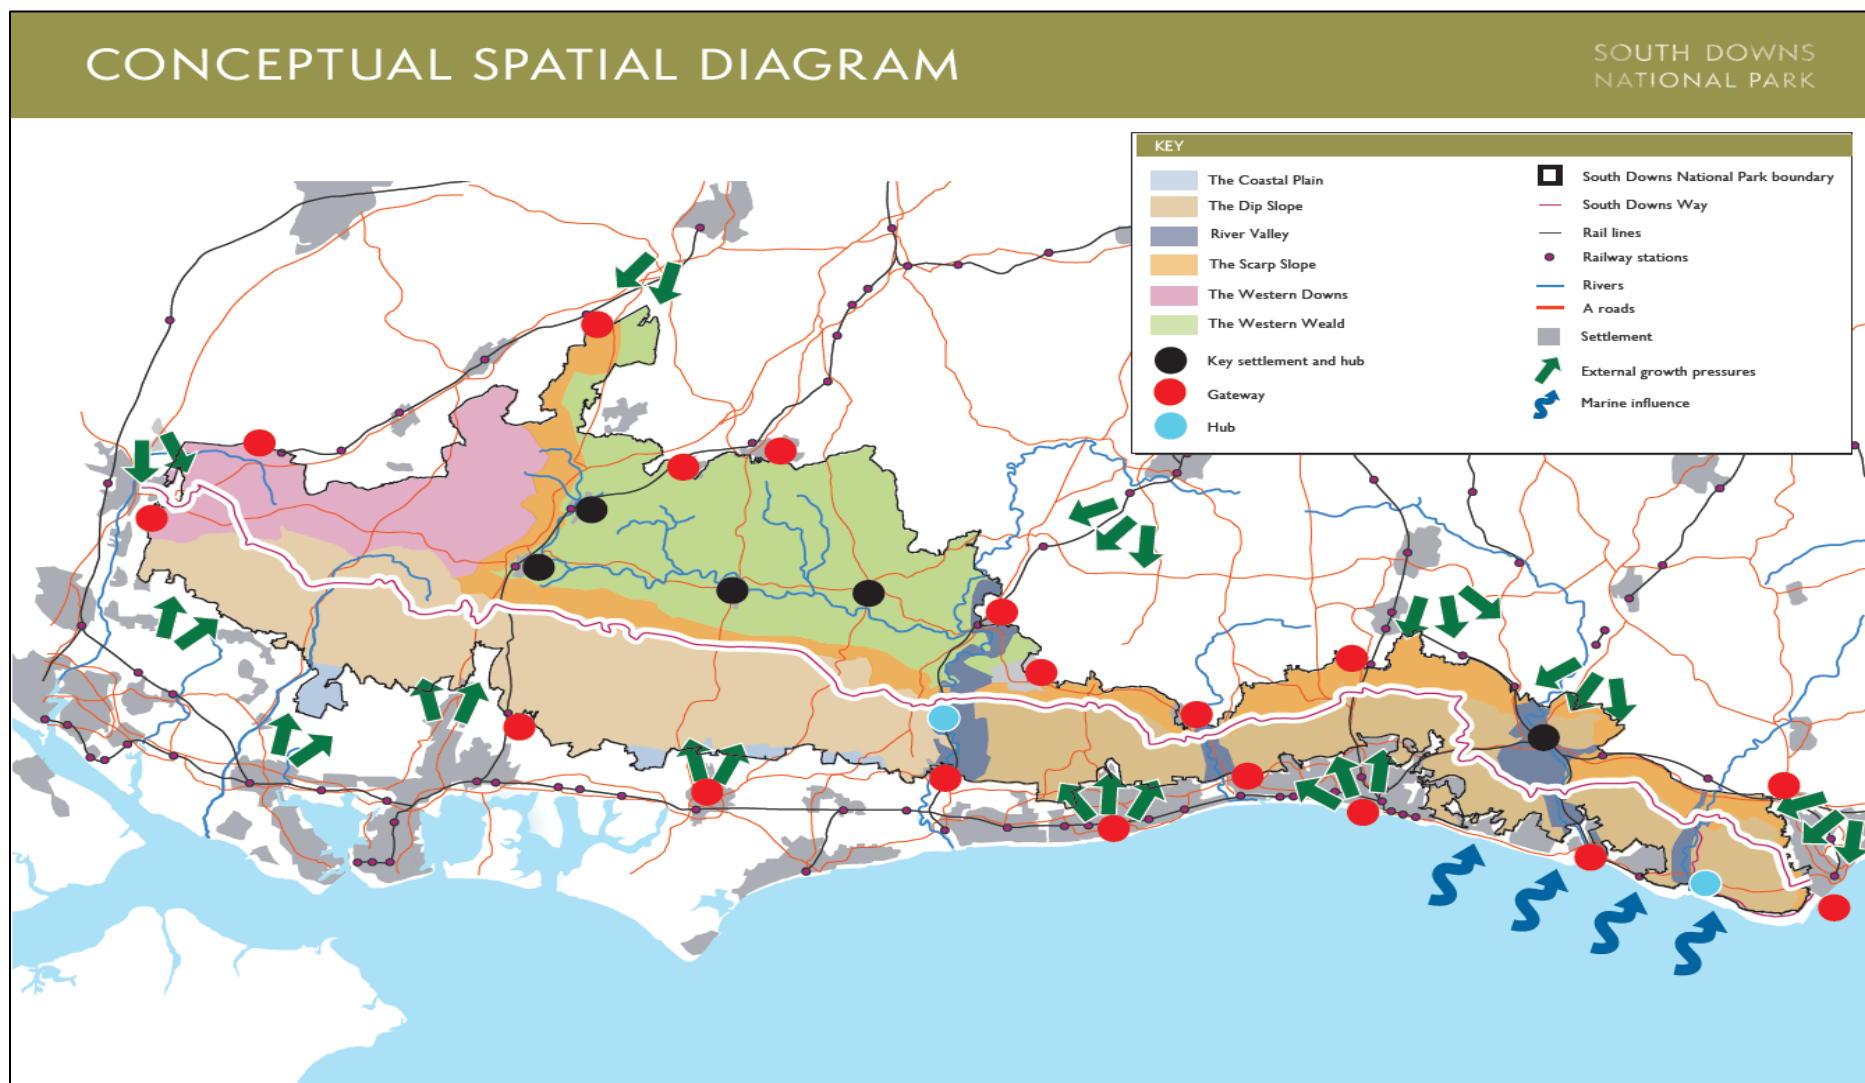 CONCEPTUAL SPATIAL DIAGRAM
SOUTH DOWNS
NATIONAL PARK
KEY
The Coastal Plain
The Dip Slope
River Valley
The Scarp Slope
The Western Downs
The Western Weald
Key settlement and hub
Gateway
Hub
South Downs National Park boundary
South Downs Way
Rail lines
Railway stations
Rivers
A roads
Settlement
External growth pressures
Marine influence